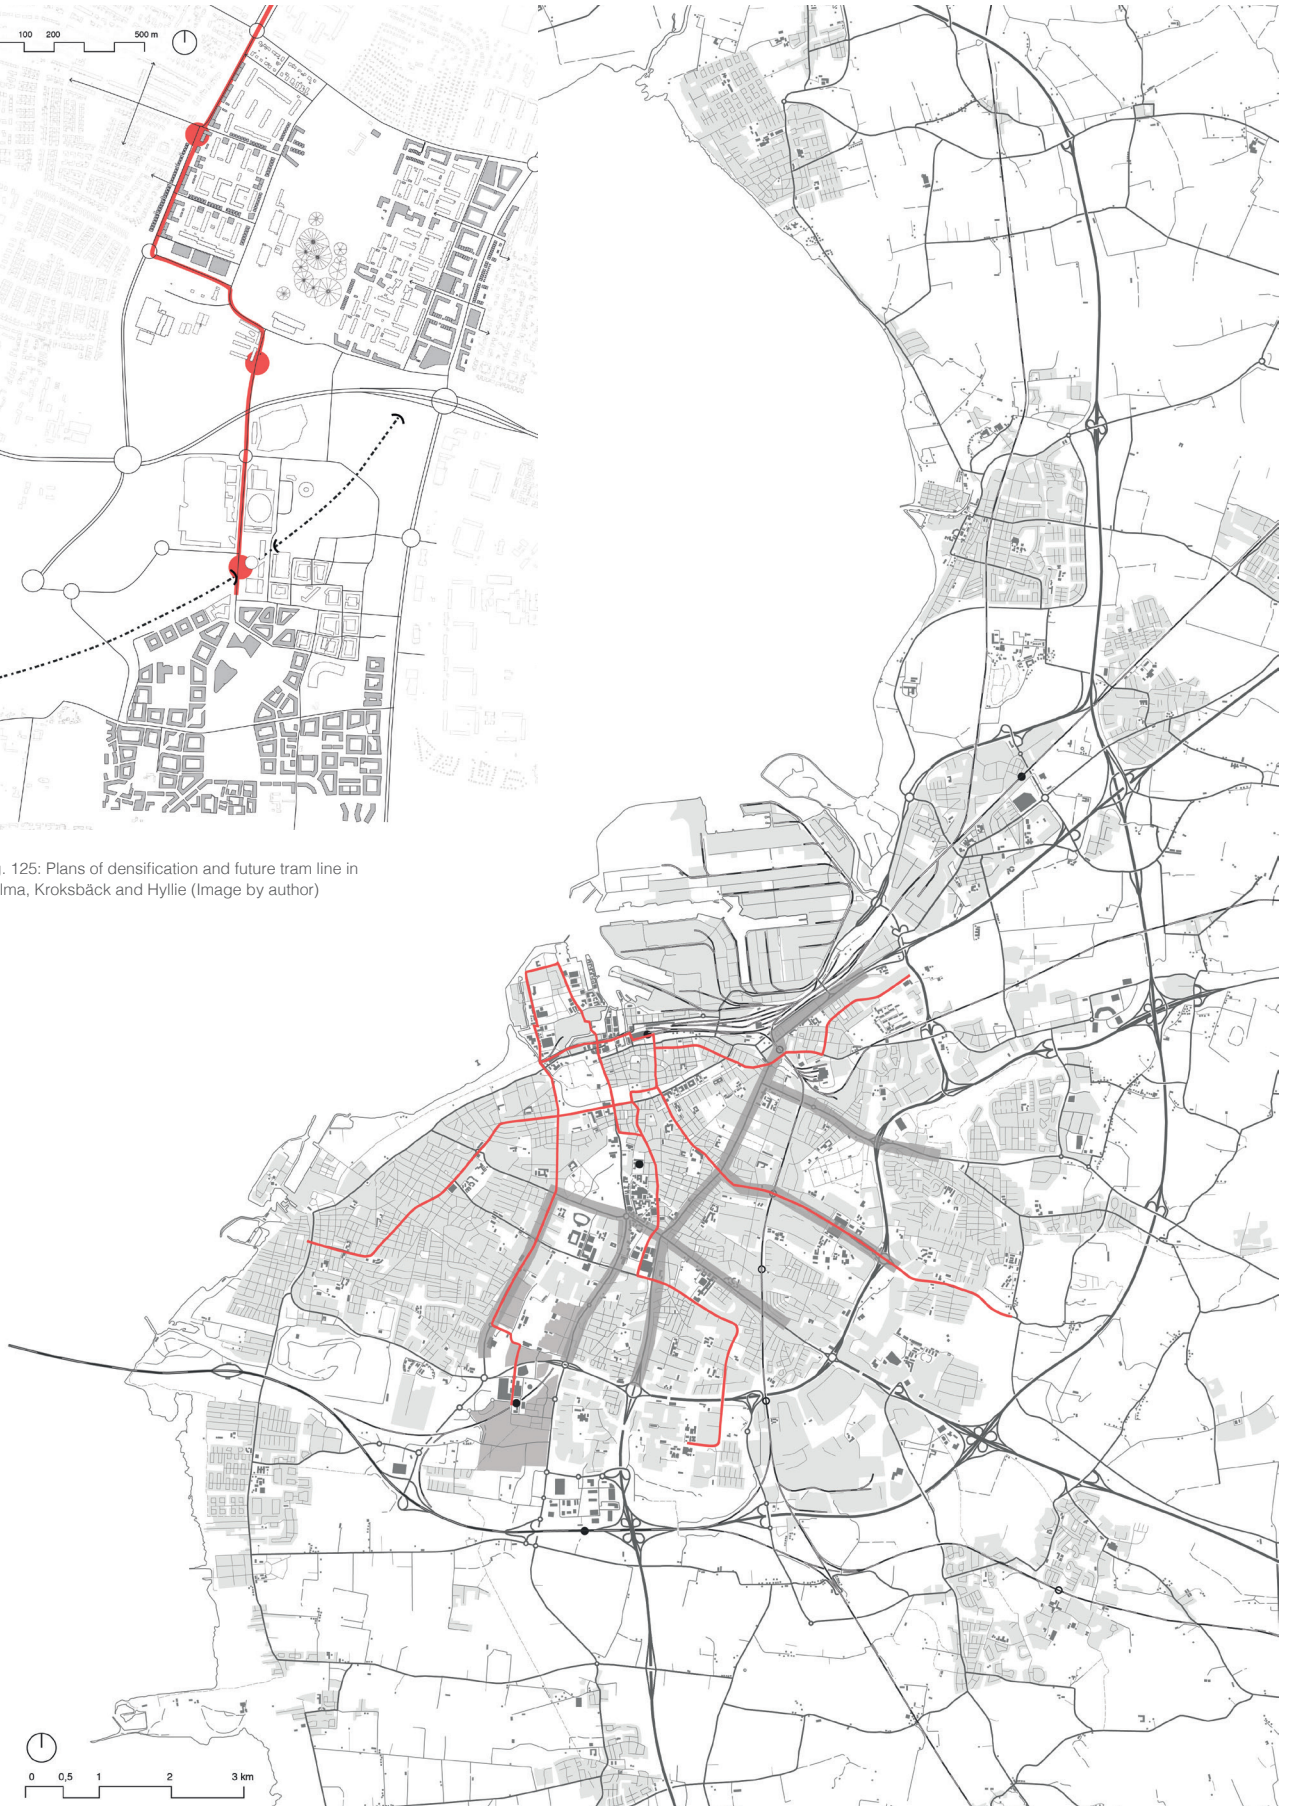 100 200 500 m
. 125: Plans of densification and future tram line in
lma, Kroksbäck and Hyllie (Image by author)
0 0,5 1 2 3 km